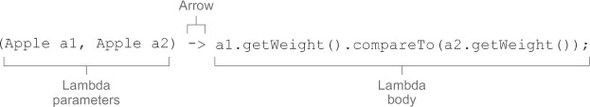 Arrow
(Apple a1, Apple a2) -> a1.getWeight().compareTo(a2.getWeight());
Lambda parameters
Lambda body